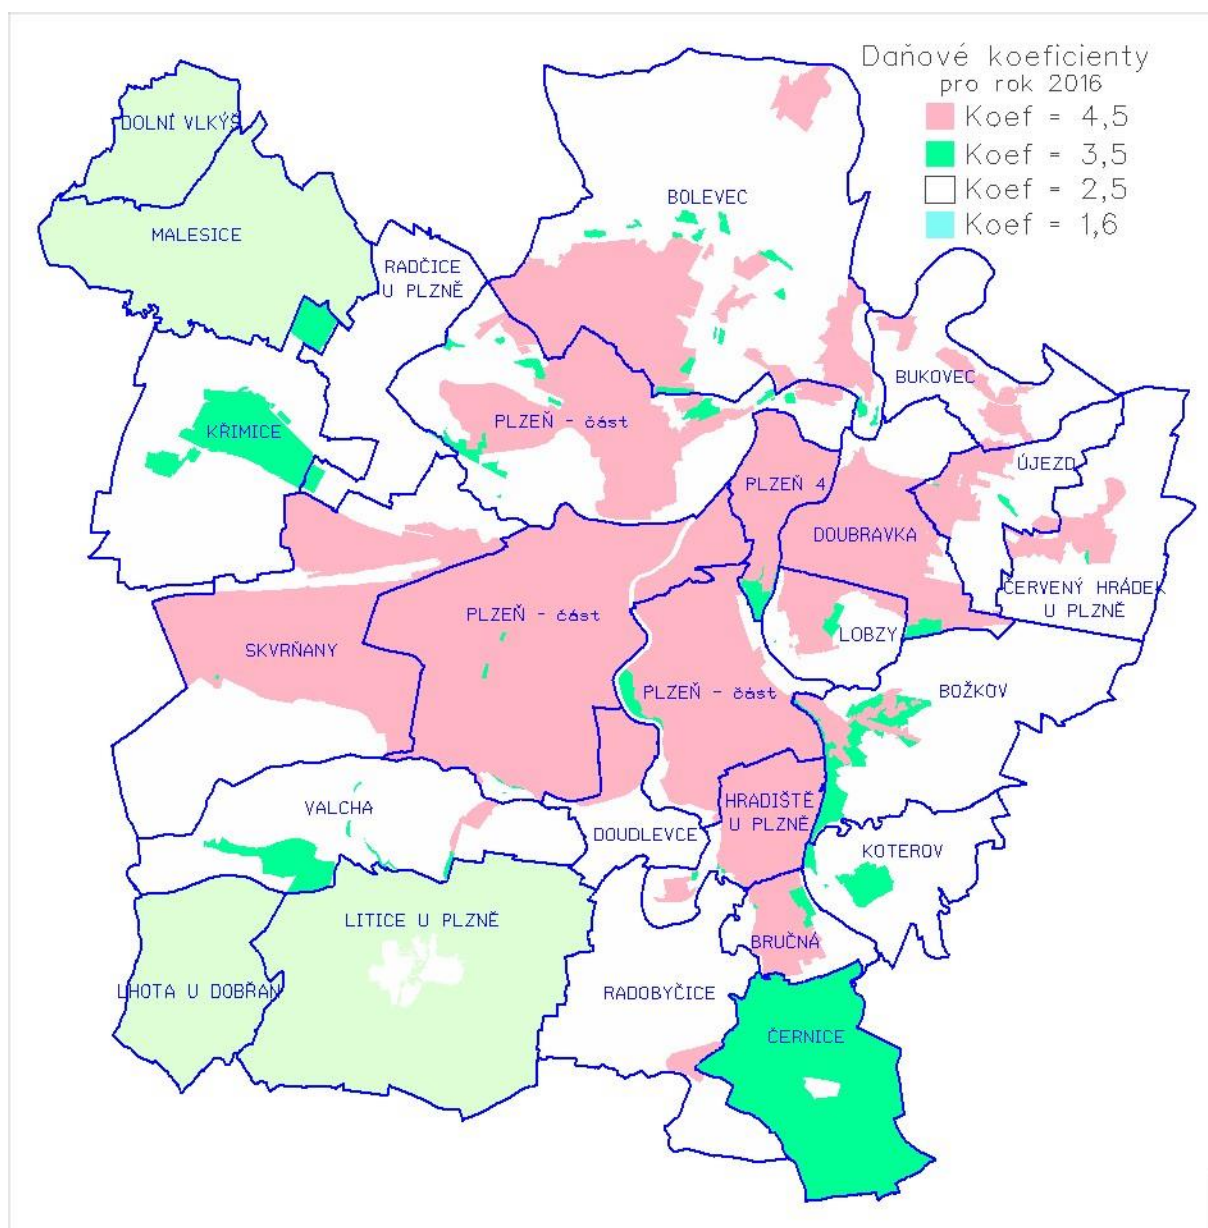 Daňové koeficienty
pro rok 2016
Koef = 4,5
Koef = 3,5
Koef = 2,5
Koef = 1,6
DOLNÍ VLKÝŠ
MALESICE
BOLEVEC
RADČICE
U PLZNĚ
BUKOVEC
KŘIMICE
PLZEŇ - část
ÚJEZD
PLZEŇ 4
DOUBRAVKA
ČERVENÝ HRÁDEK
U PLZNĚ
PLZEŇ - část
LOBZY
SKVRŇANY
PLZEŇ - část
BOŽKOV
VALCHA
HRADIŠTĚ
U PLZNĚ
DOUDLEVCE
KOTEROV
LITICE U PLZNĚ
BRUČNÁ
LHOTA U DOBŘAN
RADOBYČICE
ČERNICE